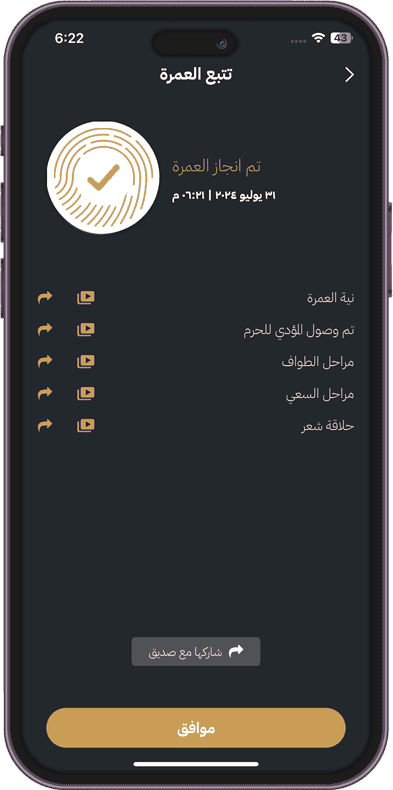 6:22
43
تتبع العمرة
تم انجاز العمرة
٣١ يوليو ٢٠٢٤ | ٠٦:٢١ م
نية العمرة
تم وصول المؤدي للحرم
مراحل الطواف
مراحل السعي
حلاقة شعر
شاركها مع صديق
موافق